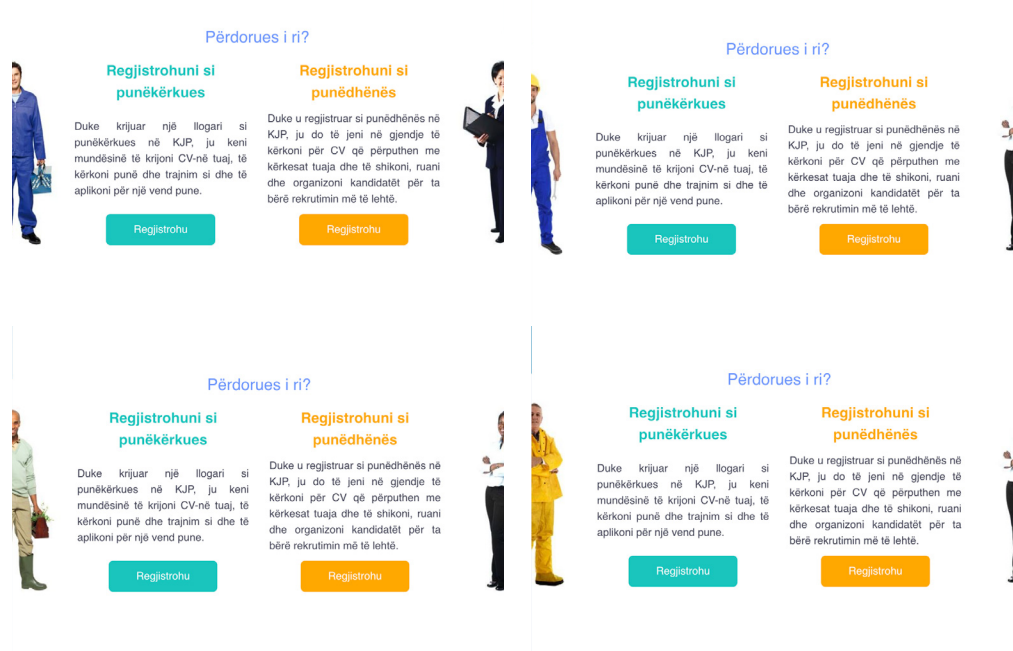 Përdorues i ri?
Regjistrohuni si
punëkërkues
Duke krijuar një llogari si
punëkërkues në KJP, ju keni
mundësinë të krijoni CV-në tuaj, të
kërkoni punë dhe trajnim si dhe të
aplikoni për një vend pune.
Regjistrohu
Regjistrohuni si
punëdhënës
Duke u regjistruar si punëdhënës në
KJP, ju do të jeni në gjendje të
kërkoni për CV që përputhen me
kërkesat tuaja dhe të shikoni, ruani
dhe organizoni kandidatët për ta
bërë rekrutimin më të lehtë.
Regjistrohu
Përdorues i ri?
Regjistrohuni si
punëkërkues
Duke krijuar një llogari si
punëkërkues në KJP, ju keni
mundësinë të krijoni CV-në tuaj, të
kërkoni punë dhe trajnim si dhe të
aplikoni për një vend pune.
Regjistrohu
Regjistrohuni si
punëdhënës
Duke u regjistruar si punëdhënës në
KJP, ju do të jeni në gjendje të
kërkoni për CV që përputhen me
kërkesat tuaja dhe të shikoni, ruani
dhe organizoni kandidatët për ta
bërë rekrutimin më të lehtë.
Regjistrohu
Përdorues i ri?
Regjistrohuni si
punëkërkues
Duke krijuar një llogari si
punëkërkues në KJP, ju keni
mundësinë të krijoni CV-në tuaj, të
kërkoni punë dhe trajnim si dhe të
aplikoni për një vend pune.
Regjistrohu
Regjistrohuni si
punëdhënës
Duke u regjistruar si punëdhënës në
KJP, ju do të jeni në gjendje të
kërkoni për CV që përputhen me
kërkesat tuaja dhe të shikoni, ruani
dhe organizoni kandidatët për ta
bërë rekrutimin më të lehtë.
Regjistrohu
Përdorues i ri?
Regjistrohuni si
punëkërkues
Duke krijuar një llogari si
punëkërkues në KJP, ju keni
mundësinë të krijoni CV-në tuaj, të
kërkoni punë dhe trajnim si dhe të
aplikoni për një vend pune.
Regjistrohu
Regjistrohuni si
punëdhënës
Duke u regjistruar si punëdhënës në
KJP, ju do të jeni në gjendje të
kërkoni për CV që përputhen me
kërkesat tuaja dhe të shikoni, ruani
dhe organizoni kandidatët për ta
bërë rekrutimin më të lehtë.
Regjistrohu